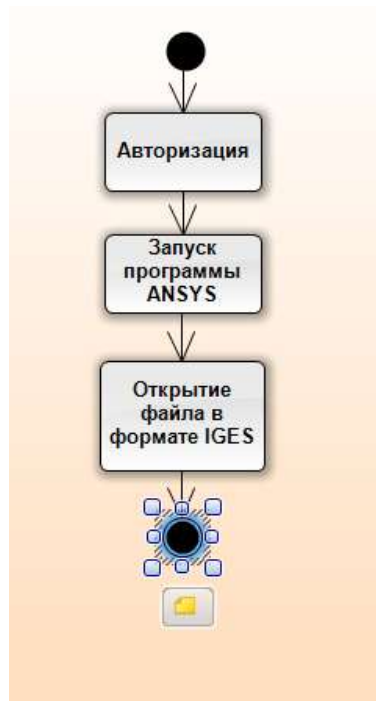 Авторизация
Запуск
программы
ANSYS
Открытие
файла в
формате IGES